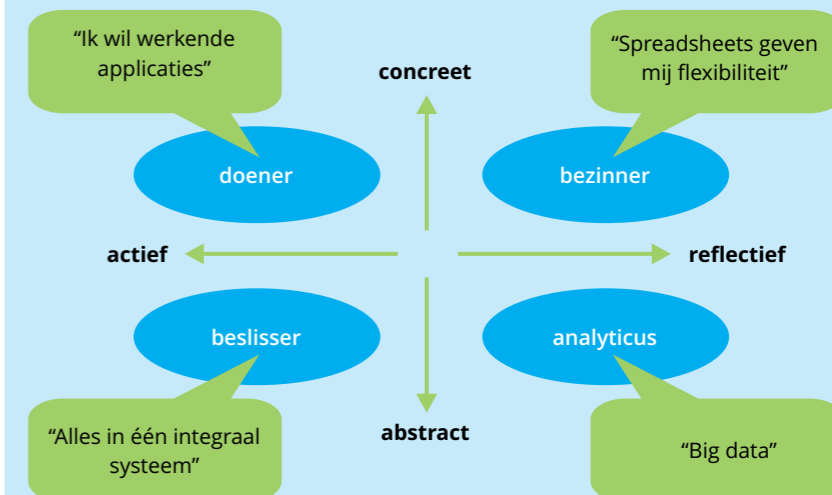 “Ik wil werkende
applicaties”
“Spreadsheets geven
mij flexibiliteit”
concreet
doener
bezinner
actief
reflectief
beslisser
analyticus
“Alles in één integraal
systeem”
abstract
“Big data”